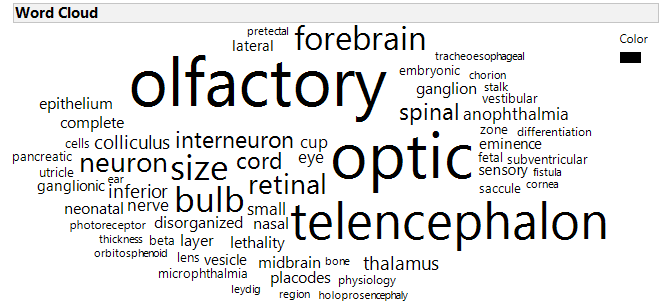 Word Cloud
Color
pretectal
forebrain
lateral
tracheoesophageal
olfactory
embryonic
chorion
ganglion
stalk
vestibular
epithelium
spinal
anophthalmia
complete
zone
differentiation
cells
colliculus
interneuron
cup
optic
eminence
pancreatic
neuron
size
cord
eye
fetal
subventricular
utricle
ear
sensory
fistula
ganglionic
inferior
retinal
saccule
cornea
neonatal
nerve
bulb
small
telencephalon
photoreceptor
disorganized
nasal
thickness
beta
layer
lethality
orbitosphenoid
lens
vesicle
midbrain
bone
thalamus
microphthalmia
placodes
physiology
leydig
region
holoprosencephaly